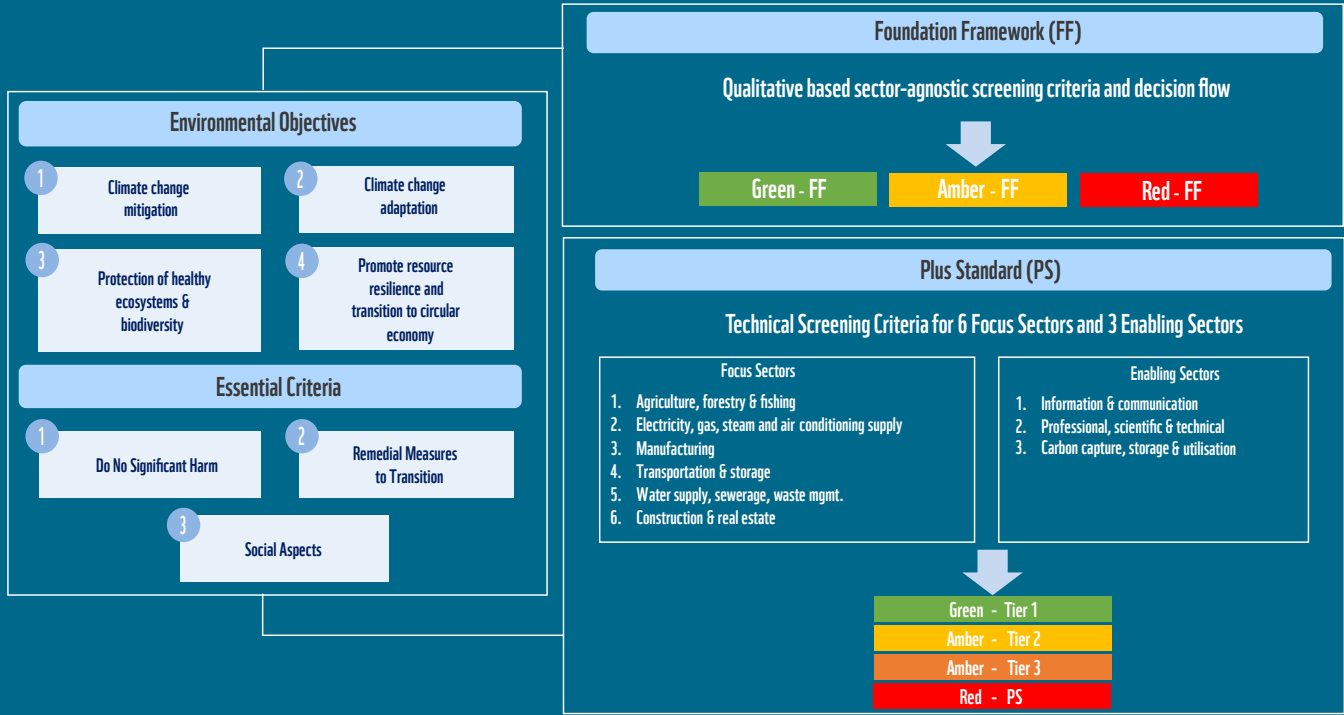 Environmental Objectives
1
Climate change
mitigation
2
Climate change
adaptation
3
Protection of healthy
ecosystems &
biodiversity
4
Promote resource
resilience and
transition to circular
economy
Essential Criteria
1
Do No Significant Harm
2
Remedial Measures
to Transition
3
Social Aspects
Foundation Framework (FF)
Qualitative based sector-agnostic screening criteria and decision flow
Green - FF
Amber - FF
Red - FF
Plus Standard (PS)
Technical Screening Criteria for 6 Focus Sectors and 3 Enabling Sectors
Focus Sectors
1. Agriculture, forestry & fishing
2. Electricity, gas, steam and air conditioning supply
3. Manufacturing
4. Transportation & storage
5. Water supply, sewerage, waste mgmt.
6. Construction & real estate
Enabling Sectors
1. Information & communication
2. Professional, scientific & technical
3. Carbon capture, storage & utilisation
Green - Tier 1
Amber - Tier 2
Amber - Tier 3
Red - PS